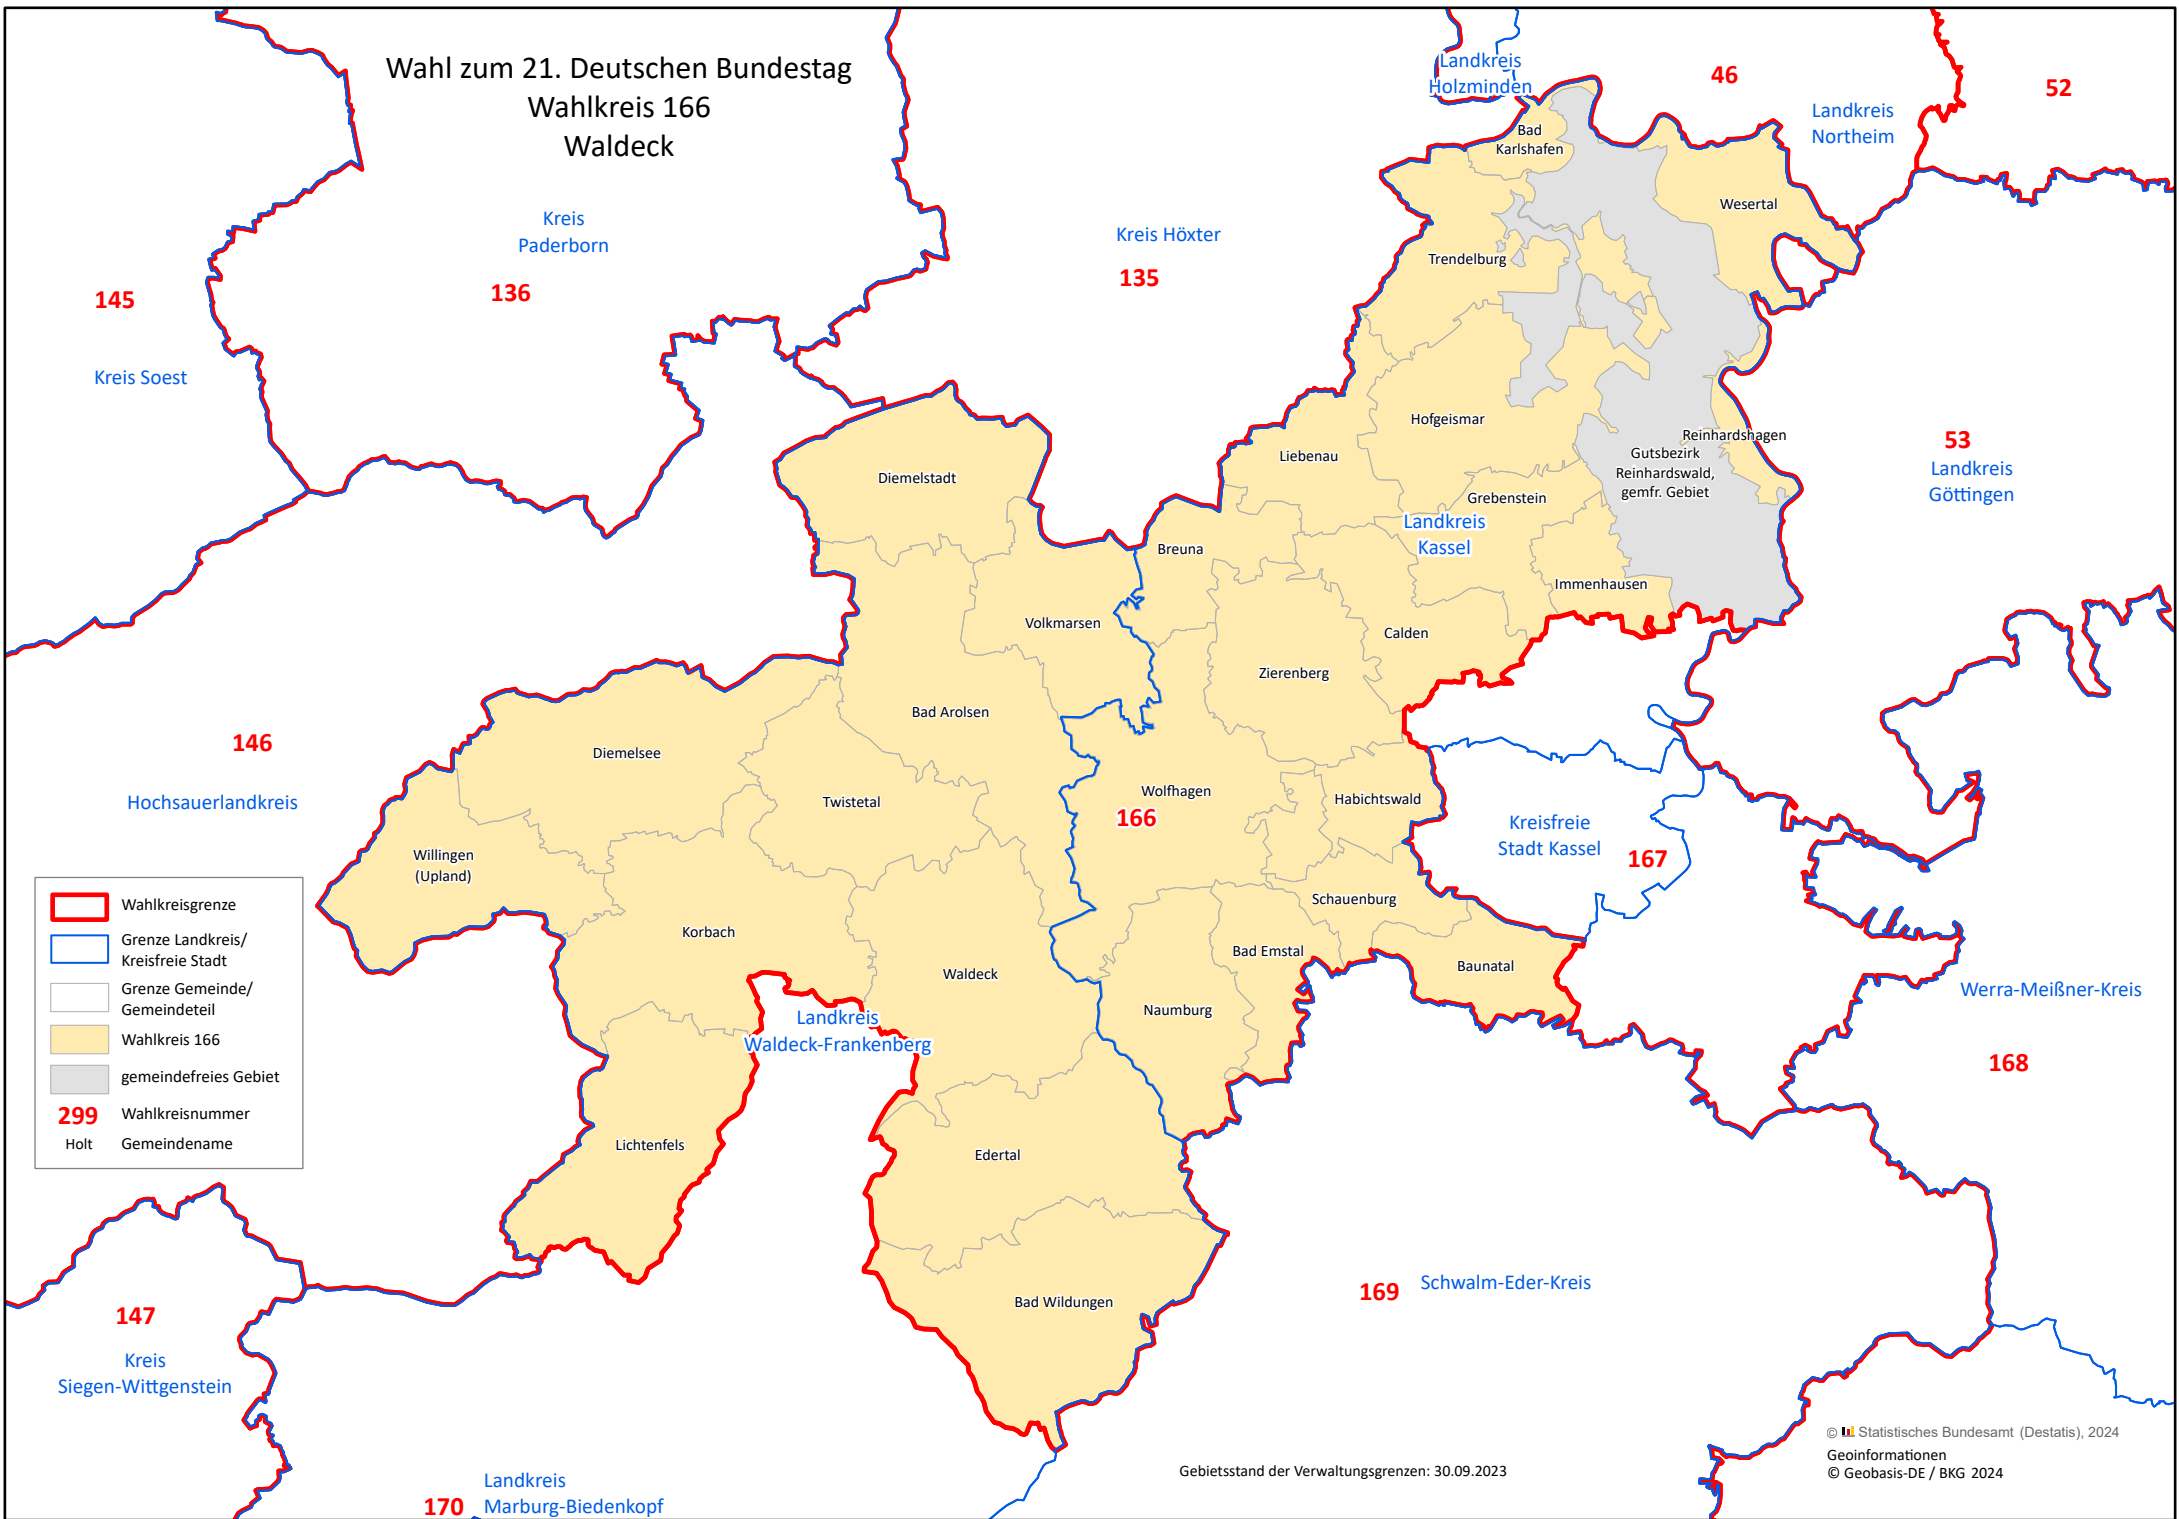 Wahl zum 21. Deutschen Bundestag
Wahlkreis 166
Waldeck
Landkreis
Holzminden
46
52
Landkreis
Northeim
Bad
Karlshafen
Wesertal
Kreis
Paderborn
136
Kreis Höxter
135
145
Kreis Soest
Trendelburg
Hofgeismar
Liebenau
Reinhardshagen
Gutsbezirk
Reinhardswald,
gemfr. Gebiet
53
Landkreis
Göttingen
Diemelstadt
Grebenstein
Landkreis
Kassel
Breuna
Immenhausen
Volkmarsen
Calden
Zierenberg
Bad Arolsen
146
Hochsauerlandkreis
Diemelsee
Twistetal
Wolfhagen
166
Habichtswald
Kreisfreie
Stadt Kassel
167
Willingen
(Upland)
Schauenburg
Korbach
Bad Emstal
Baunatal
Waldeck
Naumburg
Werra-Meißner-Kreis
168
Landkreis
Waldeck-Frankenberg
Wahlkreisgrenze
Grenze Landkreis/
Kreisfreie Stadt
Grenze Gemeinde/
Gemeindeteil
Wahlkreis 166
gemeindefreies Gebiet
299 Wahlkreisnummer
Holt Gemeindename
Lichtenfels
Edertal
Bad Wildungen
169 Schwalm-Eder-Kreis
147
Kreis
Siegen-Wittgenstein
170
Landkreis
Marburg-Biedenkopf
Gebietsstand der Verwaltungsgrenzen: 30.09.2023
© Statistisches Bundesamt (Destatis), 2024
Geoinformationen
© Geobasis-DE / BKG 2024